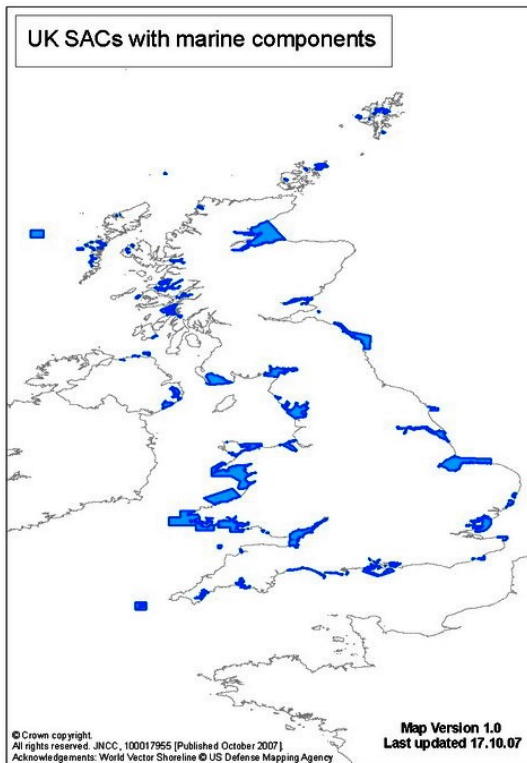 UK SACs with marine components
© Crown copyright.
All rights reserved. JNCC, 100017955 [Published October 2007].
Acknowledgements: World Vector Shoreline © US Defense Mapping Agency
Map Version 1.0
Last updated 17.10.07